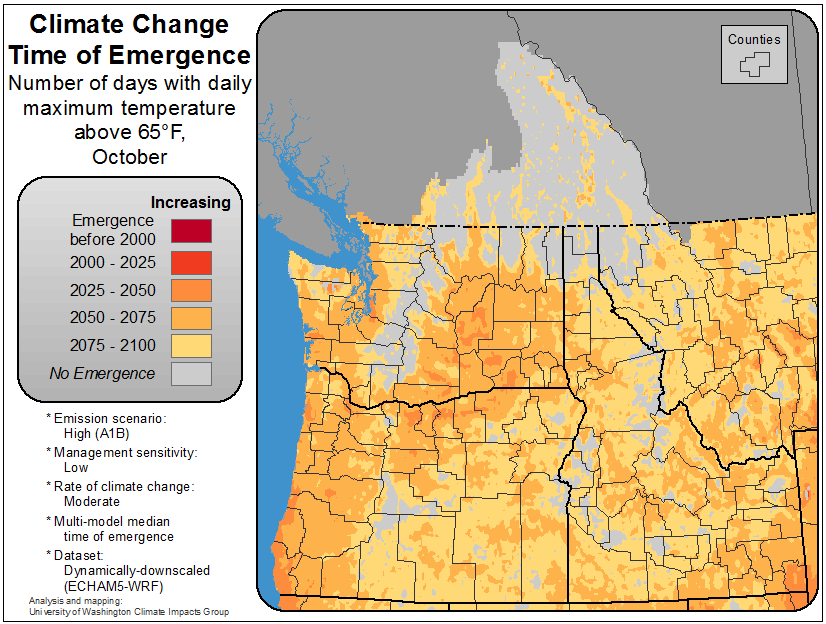 Climate Change
Time of Emergence
Number of days with daily
maximum temperature
above 65°F,
October
Counties
Increasing
Emergence
before 2000
2000 - 2025
2025 - 2050
2050 - 2075
2075 - 2100
No Emergence
* Emission scenario:
High (A1B)
* Management sensitivity:
Low
* Rate of climate change:
Moderate
* Multi-model median
time of emergence
* Dataset:
Dynamically-downscaled
(ECHAM5-WRF)
Analysis and mapping:
University of Washington Climate Impacts Group